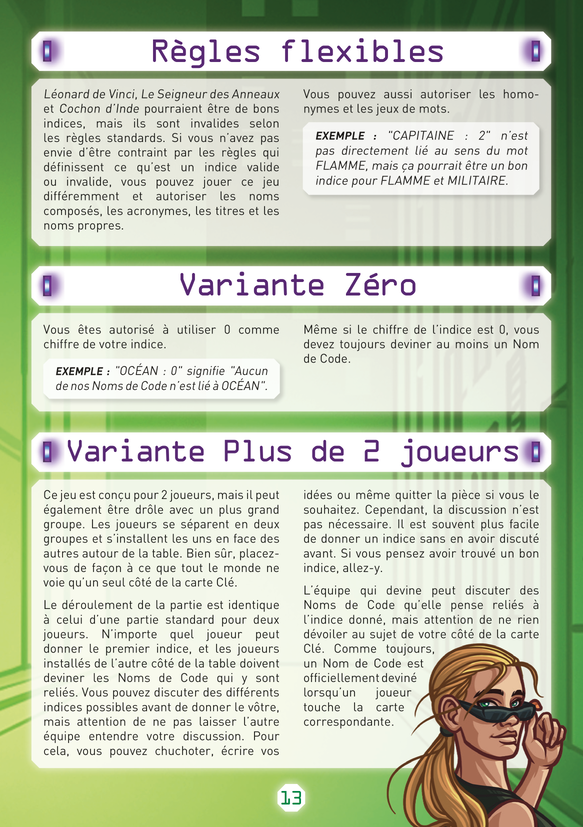 Règles flexibles
Léonard de Vinci, Le Seigneur des Anneaux
et Cochon d'Inde pourraient être de bons
indices, mais ils sont invalides selon
les règles standards. Si vous n'avez pas
envie d'être contraint par les règles qui
définissent ce qu'est un indice valide
ou invalide, vous pouvez jouer ce jeu
différemment et autoriser les noms
composés, les acronymes, les titres et les
noms propres.
Vous pouvez aussi autoriser les homo-
nymes et les jeux de mots.
EXEMPLE : "CAPITAINE : 2" n'est
pas directement lié au sens du mot
FLAMME, mais ça pourrait être un bon
indice pour FLAMME et MILITAIRE.
Variante Zéro
Vous êtes autorisé à utiliser 0 comme
chiffre de votre indice.
EXEMPLE : "OCÉAN : 0" signifie "Aucun
de nos Noms de Code n'est lié à OCÉAN".
Même si le chiffre de l'indice est 0, vous
devez toujours deviner au moins un Nom
de Code.
Variante Plus de 2 joueurs
Ce jeu est conçu pour 2 joueurs, mais il peut
également être drôle avec un plus grand
groupe. Les joueurs se séparent en deux
groupes et s'installent les uns en face des
autres autour de la table. Bien sûr, placez-
vous de façon à ce que tout le monde ne
voie qu'un seul côté de la carte Clé.
Le déroulement de la partie est identique
à celui d'une partie standard pour deux
joueurs. N'importe quel joueur peut
donner le premier indice, et les joueurs
installés de l'autre côté de la table doivent
deviner les Noms de Code qui y sont
reliés. Vous pouvez discuter des différents
indices possibles avant de donner le vôtre,
mais attention de ne pas laisser l'autre
équipe entendre votre discussion. Pour
cela, vous pouvez chuchoter, écrire vos
idées ou même quitter la pièce si vous le
souhaitez. Cependant, la discussion n'est
pas nécessaire. Il est souvent plus facile
de donner un indice sans en avoir discuté
avant. Si vous pensez avoir trouvé un bon
indice, allez-y.
L'équipe qui devine peut discuter des
Noms de Code qu'elle pense reliés à
l'indice donné, mais attention de ne rien
dévoiler au sujet de votre côté de la carte
Clé. Comme toujours,
un Nom de Code est
officiellement deviné
lorsqu'un joueur
touche la carte
correspondante.
13